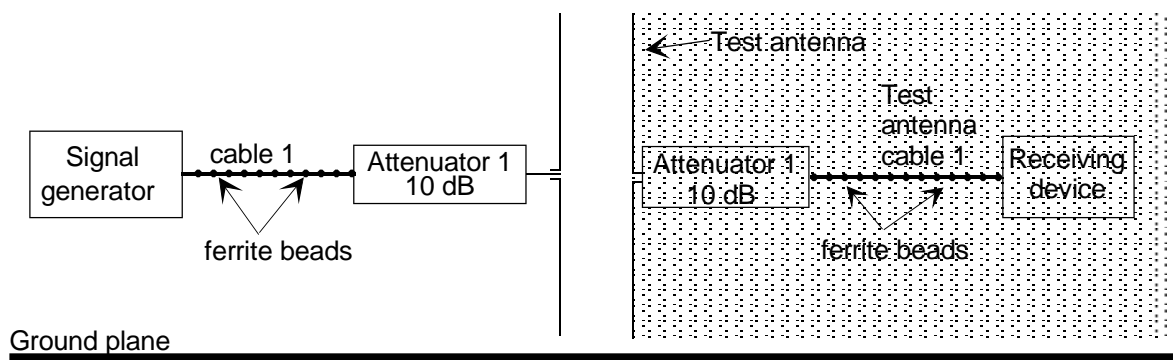 Test antenna
Test
antenna
cable 1
Signal
generator
cable 1
Attenuator 1
10 dB
Attenuator 1
10 dB
Receiving
device
ferrite beads
ferrite beads
Ground plane